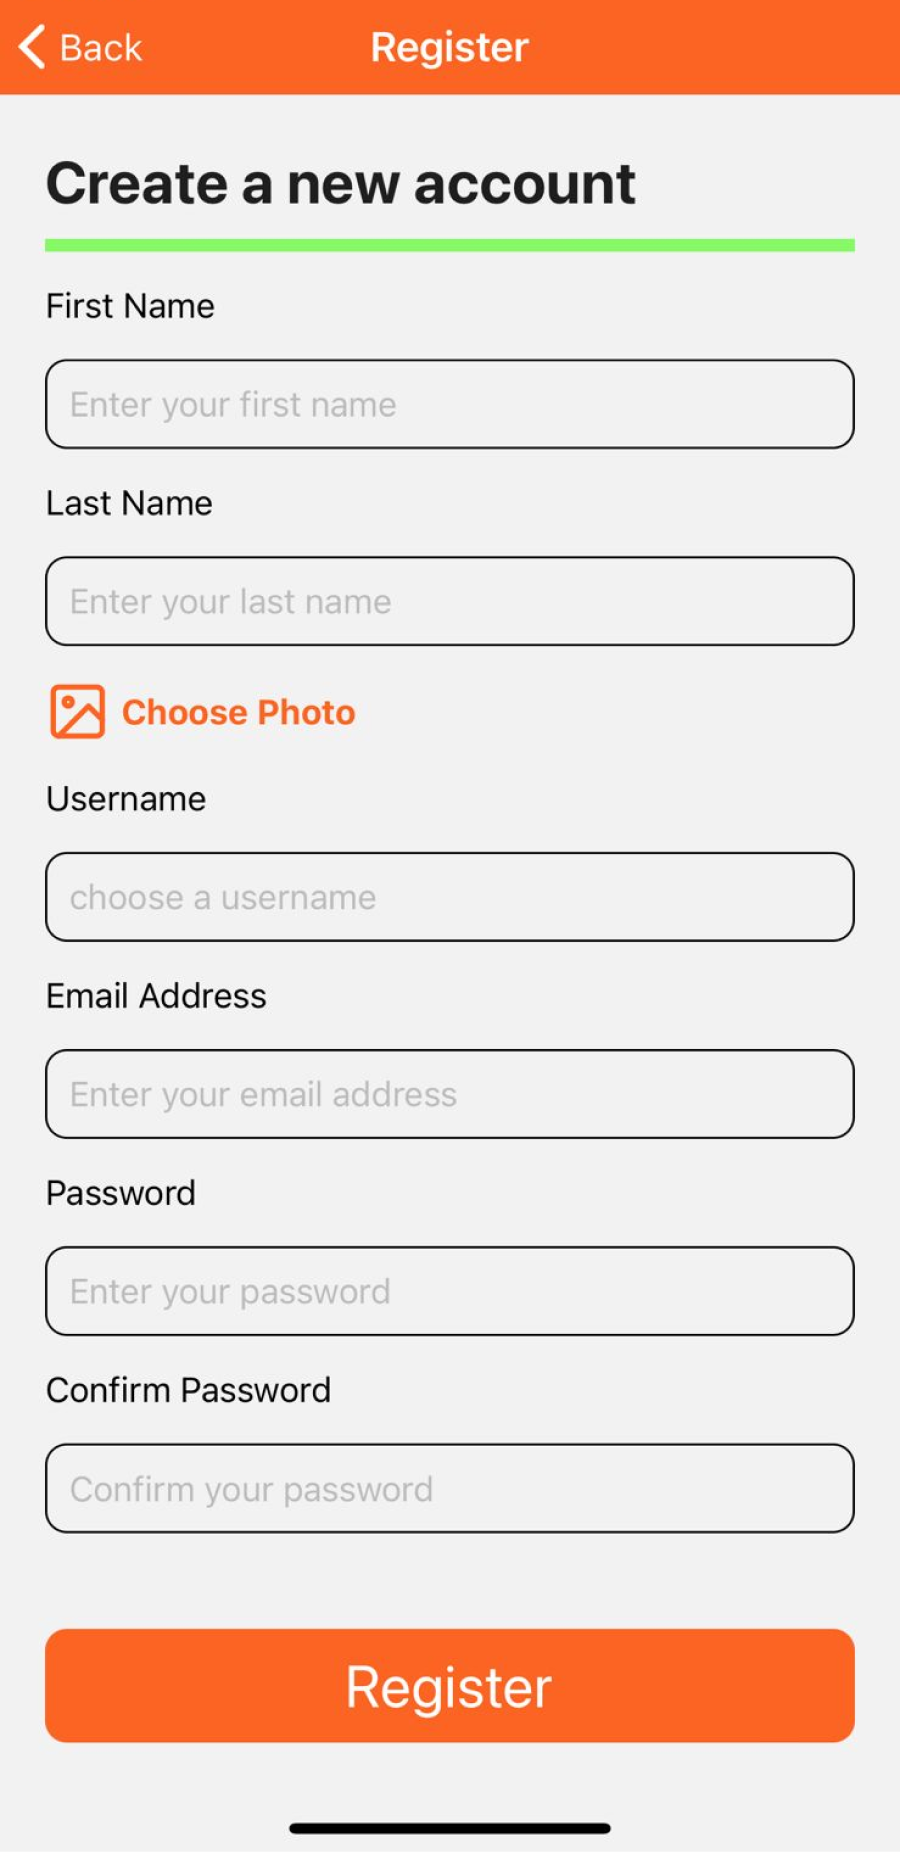 Back
Register
Create a new account
First Name
Enter your first name
Last Name
Enter your last name
Choose Photo
Username
choose a username
Email Address
Enter your email address
Password
Enter your password
Confirm Password
Confirm your password
Register